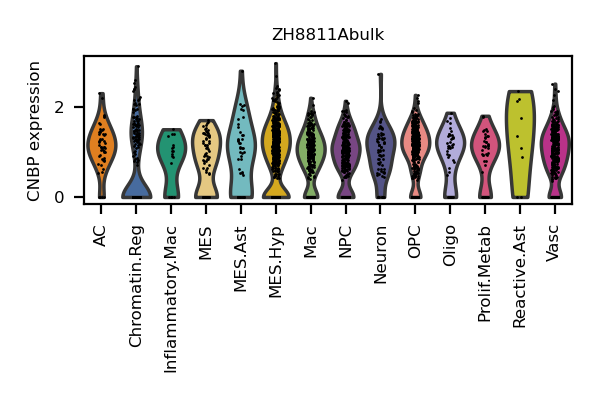 ZH8811Abulk
CNBP expression
2
0
AC
Chromatin.Reg
Inflammatory.Mac
MES
MES.Ast
MES.Hyp
Mac
NPC
Neuron
OPC
Oligo
Prolif.Metab
Reactive.Ast
Vasc